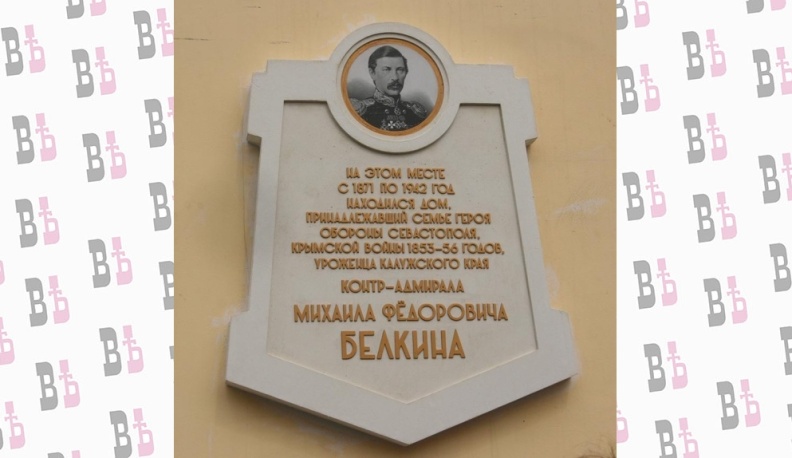 НА ЭТОМ МЕСТЕ
С 1871 ПО 1942 ГОД
НАХОДИЛСЯ ДОМ,
ПРИНАДЛЕЖАВШИЙ СЕМЬЕ ГЕРОЯ
ОБОРОНЫ СЕВАСТОПОЛЯ,
КРЫМСКОЙ ВОЙНЫ 1853-56 ГОДОВ,
УРОЖЕНЦА КАЛУЖСКОГО КРАЯ
КОНТР-АДМИРАЛА
МИХАИЛА ФЁДОРОВИЧА
БЕЛКИНА